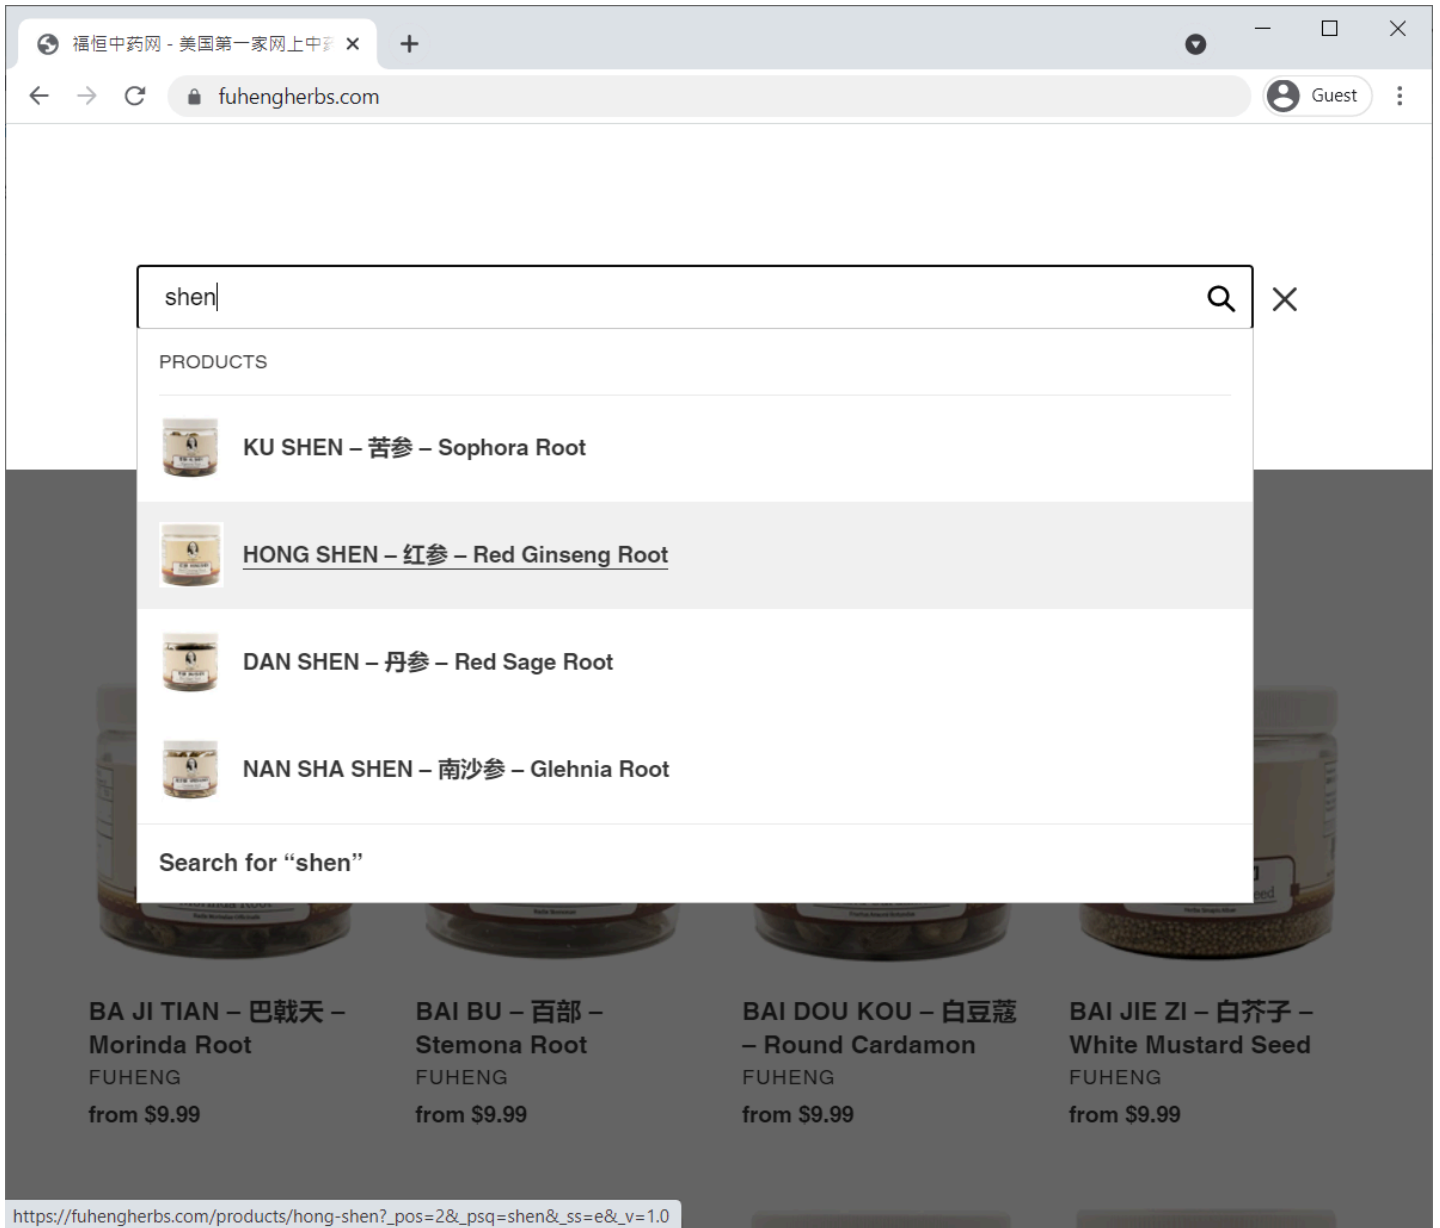 福恒中药网 - 美国第一家网上中药
fuhengherbs.com
Guest
shen
PRODUCTS
KU SHEN – 苦参 – Sophora Root
HONG SHEN – 红参 – Red Ginseng Root
DAN SHEN – 丹参 – Red Sage Root
NAN SHA SHEN – 南沙参 – Glehnia Root
Search for “shen”
BA JI TIAN – 巴戟天 –
Morinda Root
FUHENG
from $9.99
BAI BU – 百部 –
Stemona Root
FUHENG
from $9.99
BAI DOU KOU – 白豆蔻
– Round Cardamon
FUHENG
from $9.99
BAI JIE ZI – 白芥子 –
White Mustard Seed
FUHENG
from $9.99
https://fuhengherbs.com/products/hong-shen?_pos=2&_psq=shen&_ss=e&_v=1.0